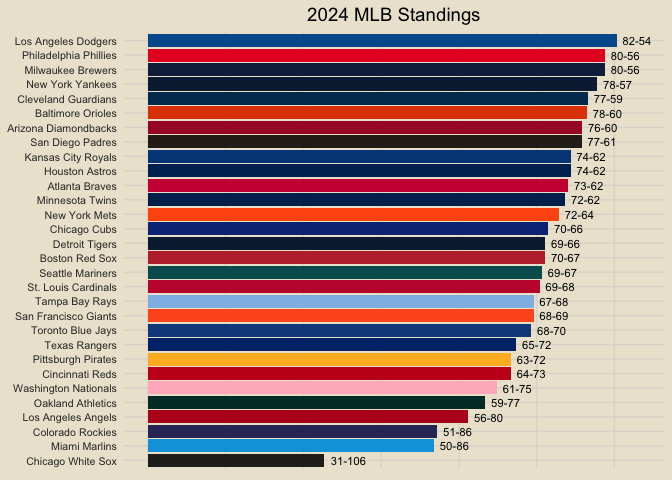 2024 MLB Standings
Los Angeles Dodgers 82-54
Philadelphia Phillies 80-56
Milwaukee Brewers 80-56
New York Yankees 78-57
Cleveland Guardians 77-59
Baltimore Orioles 78-60
Arizona Diamondbacks 76-60
San Diego Padres 77-61
Kansas City Royals 74-62
Houston Astros 74-62
Atlanta Braves 73-62
Minnesota Twins 72-62
New York Mets 72-64
Chicago Cubs 70-66
Detroit Tigers 69-66
Boston Red Sox 70-67
Seattle Mariners 69-67
St. Louis Cardinals 69-68
Tampa Bay Rays 67-68
San Francisco Giants 68-69
Toronto Blue Jays 68-70
Texas Rangers 65-72
Pittsburgh Pirates 63-72
Cincinnati Reds 64-73
Washington Nationals 61-75
Oakland Athletics 59-77
Los Angeles Angels 56-80
Colorado Rockies 51-86
Miami Marlins 50-86
Chicago White Sox 31-106